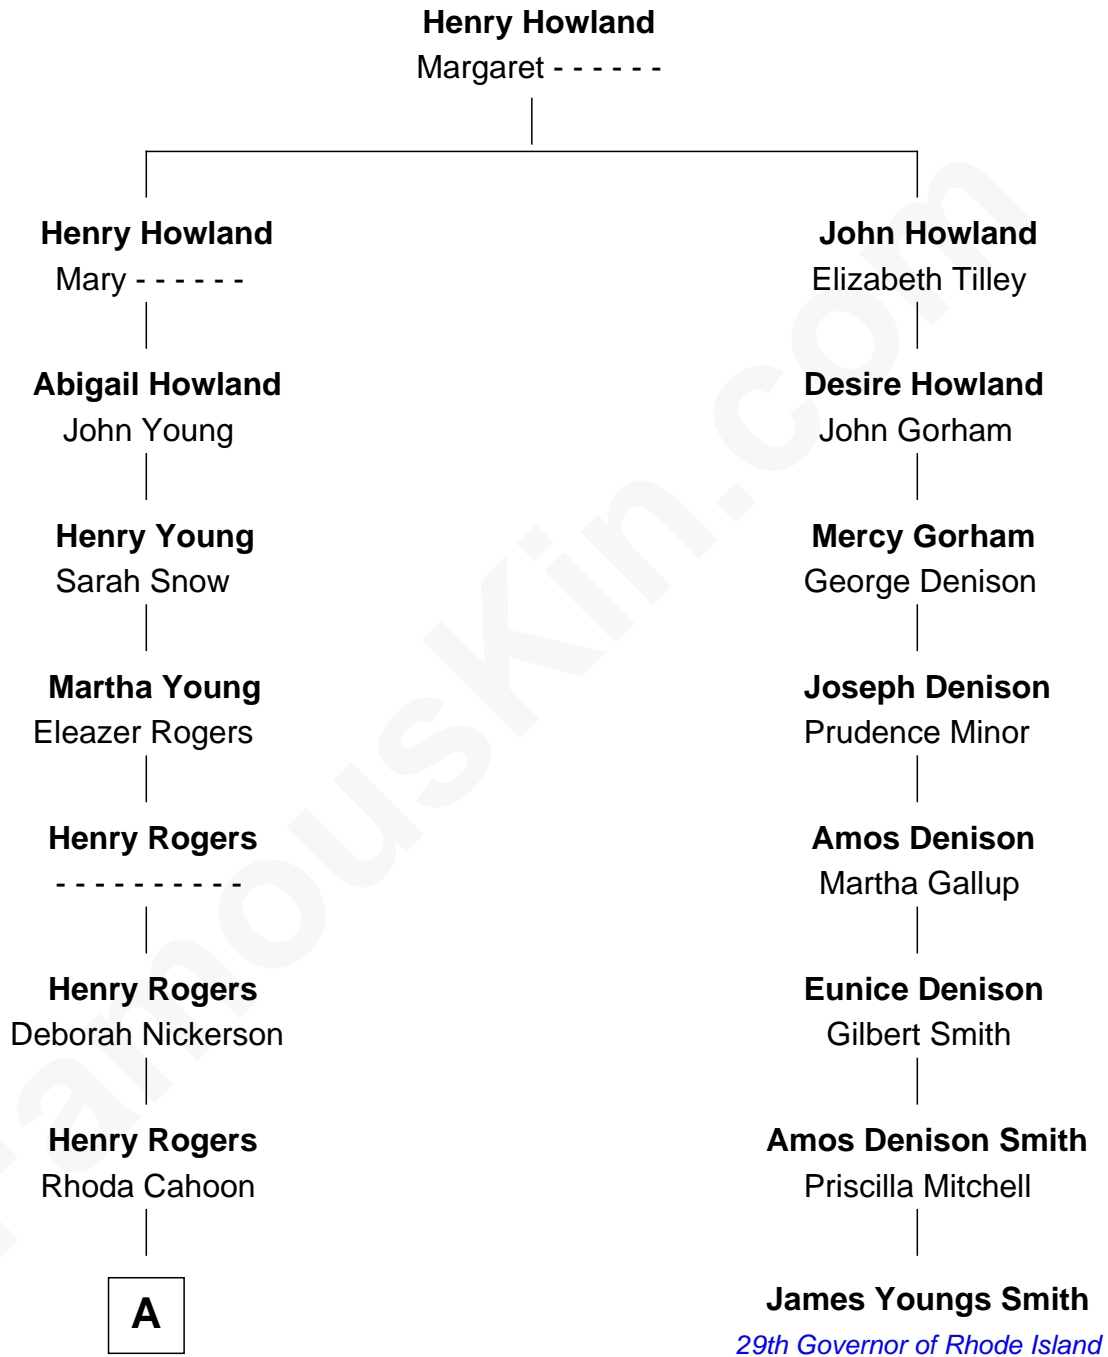 Henry Howland
Margaret - - - - - -
Henry Howland
Mary - - - - - -
John Howland
Elizabeth Tilley
Abigail Howland
John Young
Desire Howland
John Gorham
Henry Young
Sarah Snow
Mercy Gorham
George Denison
Martha Young
Eleazer Rogers
Joseph Denison
Prudence Minor
Henry Rogers
- - - - - - - - - -
Amos Denison
Martha Gallup
Henry Rogers
Deborah Nickerson
Eunice Denison
Gilbert Smith
Henry Rogers
Rhoda Cahoon
Amos Denison Smith
Priscilla Mitchell
A
James Youngs Smith
29th Governor of Rhode Island
FamousKin.com